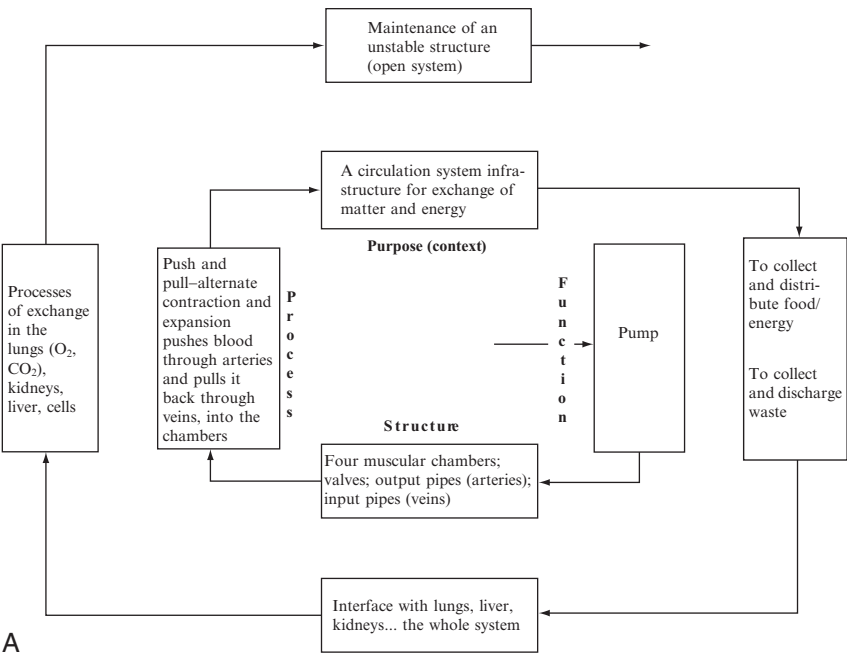 Maintenance of an
unstable structure
(open system)
A circulation system infra-
structure for exchange of
matter and energy
Purpose (context)
Processes
of exchange
in the
lungs (O₂,
CO₂),
kidneys,
liver, cells
Push and
pull–alternate
contraction and
expansion
pushes blood
through arteries
and pulls it
back through
veins, into the
chambers
Process
Function
Pump
To collect
and distri-
bute food/
energy
To collect
and discharge
waste
Structure
Four muscular chambers;
valves; output pipes (arteries);
input pipes (veins)
Interface with lungs, liver,
kidneys... the whole system
A